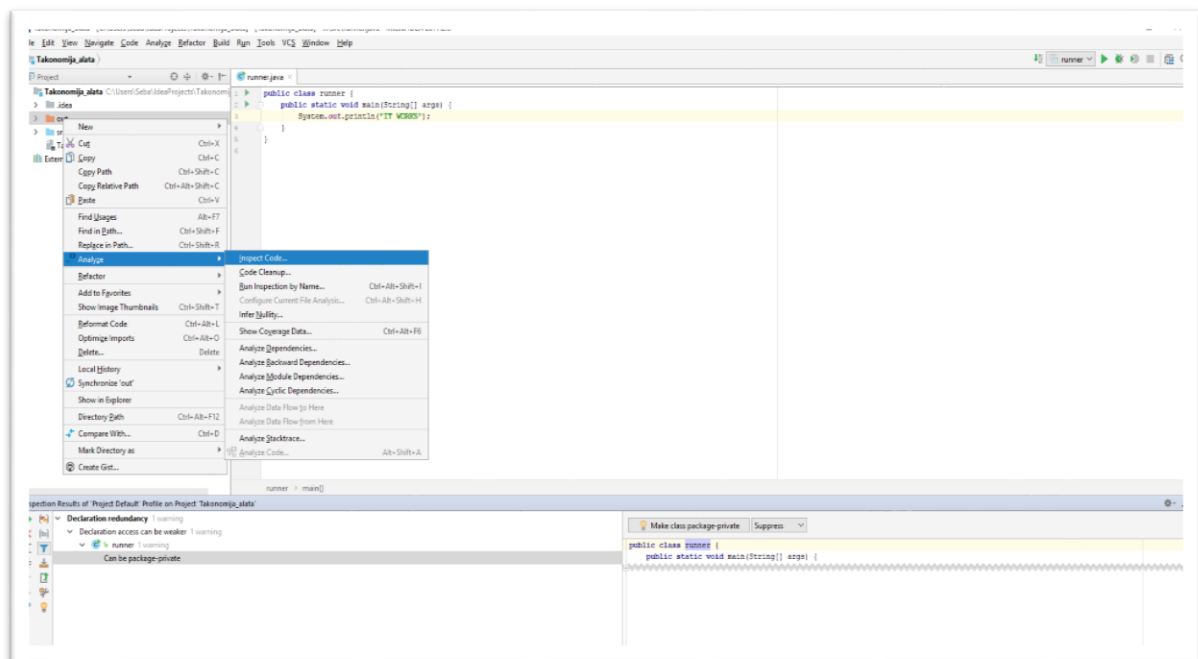 Edit View Navigate Code Analyze Refactor Build Run Tools VCS Window Help
Takonomija_alata
runner
Project
runner.java
Takonomija_alata C:\Users\Seba\IdeaProjects\Takonomi
.idea
out
Extern
1 public class runner {
2 public static void main(String[] args) {
3 System.out.println("IT WORKS");
4 }
5 }
6
New
Cut Ctrl+X
Copy Ctrl+C
Copy Path Ctrl+Shift+C
Copy Relative Path Ctrl+Alt+Shift+C
Paste Ctrl+V
Find Usages Alt+F7
Find in Path... Ctrl+Shift+F
Replace in Path... Ctrl+Shift+R
Analyze
Refactor
Add to Favorites
Show Image Thumbnails Ctrl+Shift+T
Reformat Code Ctrl+Alt+L
Optimize Imports Ctrl+Alt+O
Delete... Delete
Local History
Synchronize 'out'
Show in Explorer
Directory Path Ctrl+Alt+F12
Compare With... Ctrl+D
Mark Directory as
Create Gist...
Inspect Code...
Code Cleanup...
Run Inspection by Name... Ctrl+Alt+Shift+I
Configure Current File Analysis... Ctrl+Alt+Shift+H
Infer Nullity...
Show Coverage Data... Ctrl+Alt+F6
Analyze Dependencies...
Analyze Backward Dependencies...
Analyze Module Dependencies...
Analyze Cyclic Dependencies...
Analyze Data Flow to Here
Analyze Data Flow from Here
Analyze Stacktrace...
Analyze Code... Alt+Shift+A
runner > main()
spection Results of 'Project Default' Profile on Project 'Takonomija_alata'
Declaration redundancy 1 warning
Declaration access can be weaker 1 warning
runner 1 warning
Can be package-private
Make class package-private Suppress
public class runner {
public static void main(String[] args) {